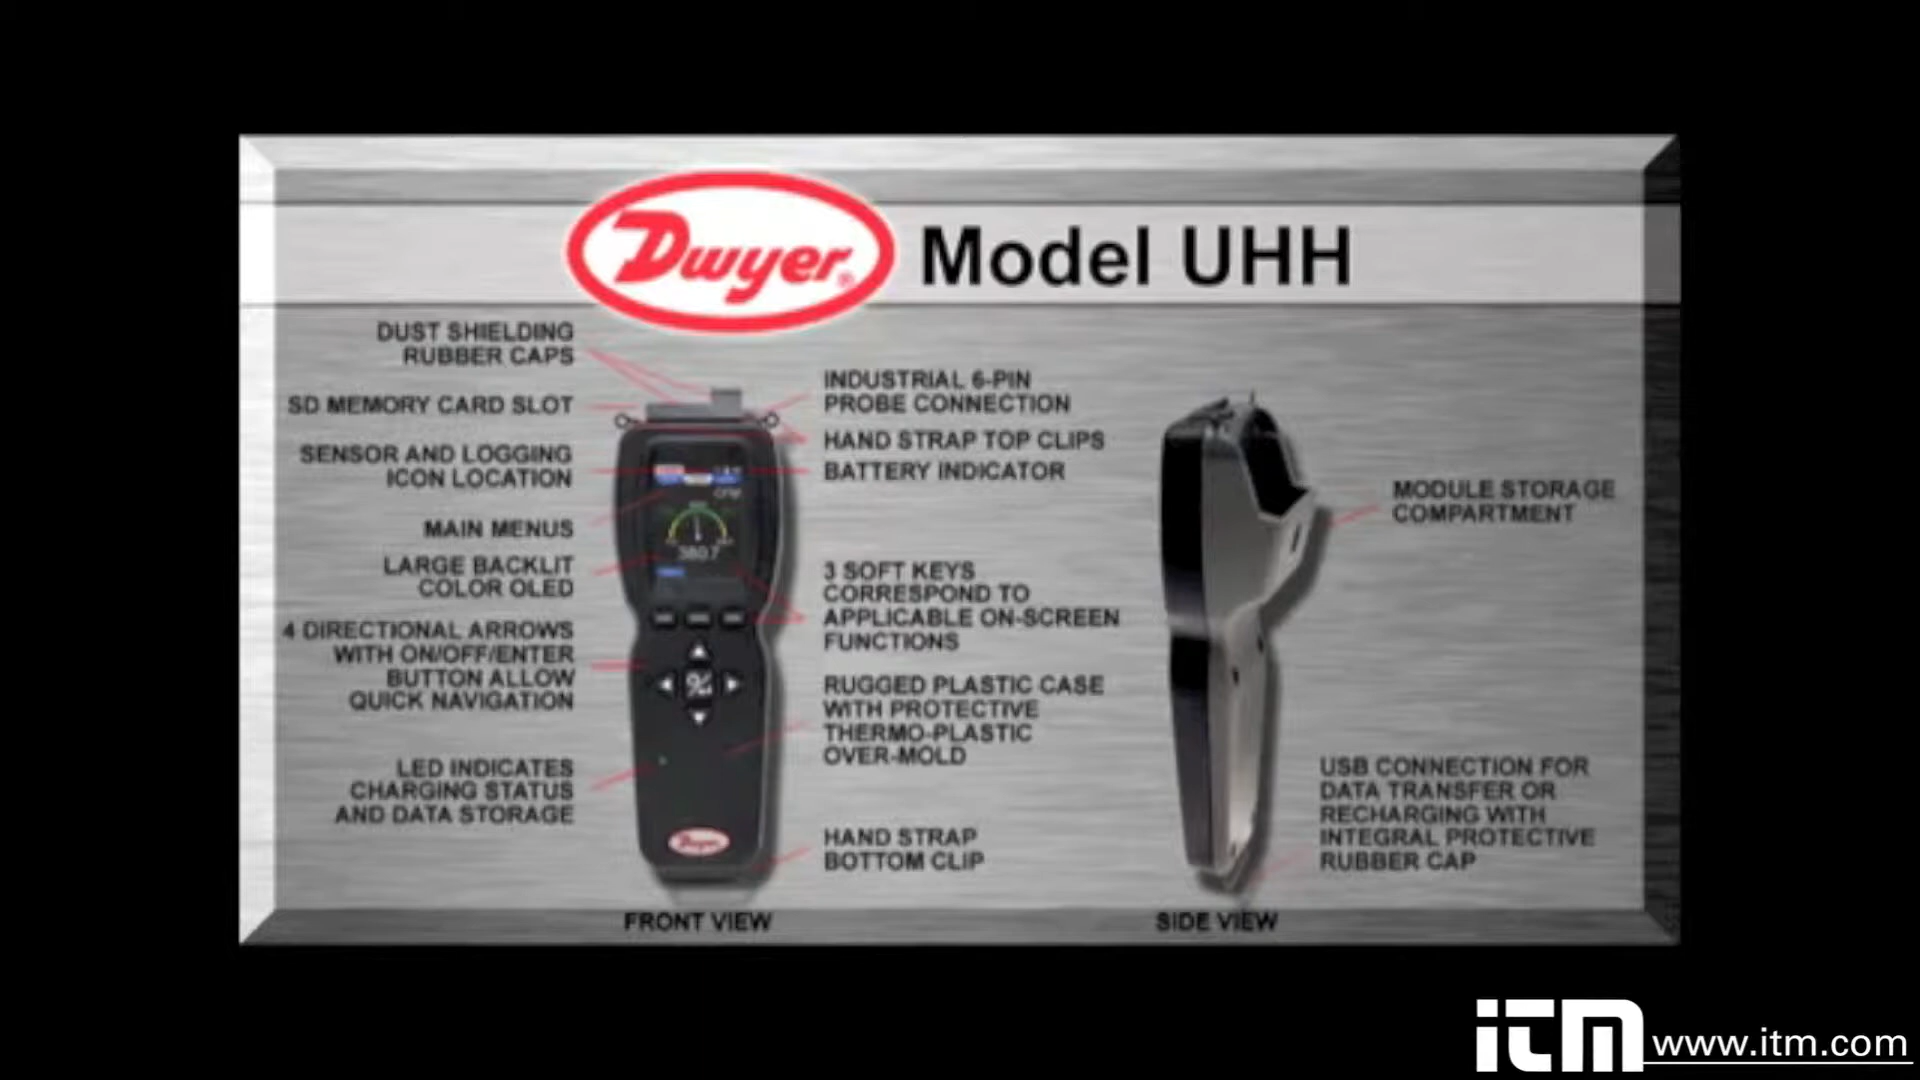 Dwyer®
Model UHH
DUST SHIELDING
RUBBER CAPS
SD MEMORY CARD SLOT
SENSOR AND LOGGING
ICON LOCATION
MAIN MENUS
LARGE BACKLIT
COLOR OLED
4 DIRECTIONAL ARROWS
WITH ON/OFF/ENTER
BUTTON ALLOW
QUICK NAVIGATION
LED INDICATES
CHARGING STATUS
AND DATA STORAGE
INDUSTRIAL 6-PIN
PROBE CONNECTION
HAND STRAP TOP CLIPS
BATTERY INDICATOR
3 SOFT KEYS
CORRESPOND TO
APPLICABLE ON-SCREEN
FUNCTIONS
RUGGED PLASTIC CASE
WITH PROTECTIVE
THERMO-PLASTIC
OVER-MOLD
HAND STRAP
BOTTOM CLIP
Dwyer
FRONT VIEW
MODULE STORAGE
COMPARTMENT
USB CONNECTION FOR
DATA TRANSFER OR
RECHARGING WITH
INTEGRAL PROTECTIVE
RUBBER CAP
SIDE VIEW
iTM www.itm.com